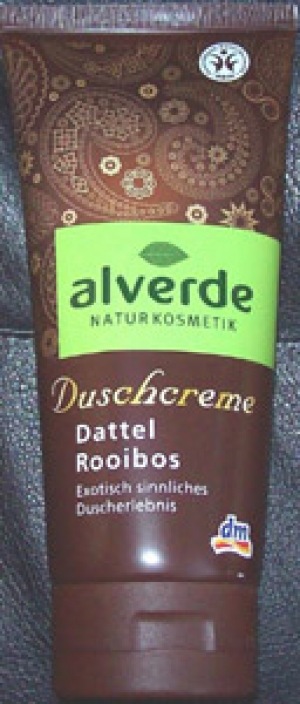 alverde
NATURKOSMETIK
Duschcreme
Dattel
Rooibos
Exotisch sinnliches
Duscherlebnis
dm